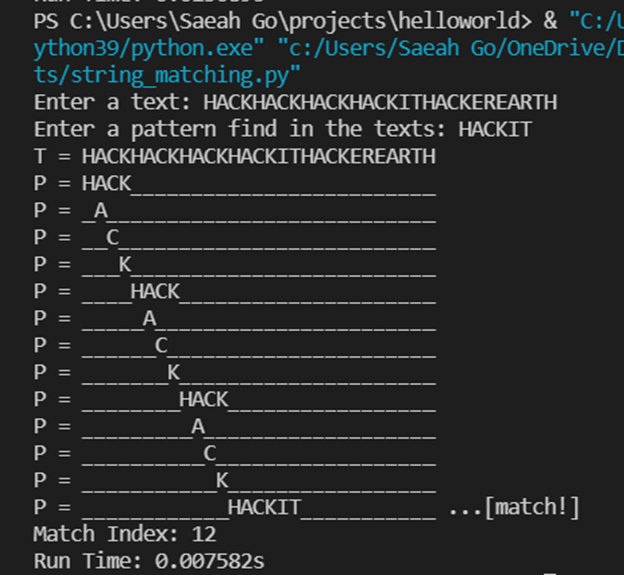 Run Time:
PS C:\Users\Saeah Go\projects\helloworld> & "C:/U
ython39/python.exe" "c:/Users/Saeah Go/OneDrive/D
ts/string_matching.py"
Enter a text: HACKHACKHACKHACKITHACKEREARTH
Enter a pattern find in the texts: HACKIT
T = HACKHACKHACKHACKITHACKEREARTH
P = HACK_________________________
P = _A___________________________
P = __C__________________________
P = ___K_________________________
P = ____HACK_____________________
P = _____A_______________________
P = ______C______________________
P = _______K_____________________
P = ________HACK_________________
P = _________A___________________
P = __________C__________________
P = ___________K_________________
P = ____________HACKIT___________ ...[match!]
Match Index: 12
Run Time: 0.007582s